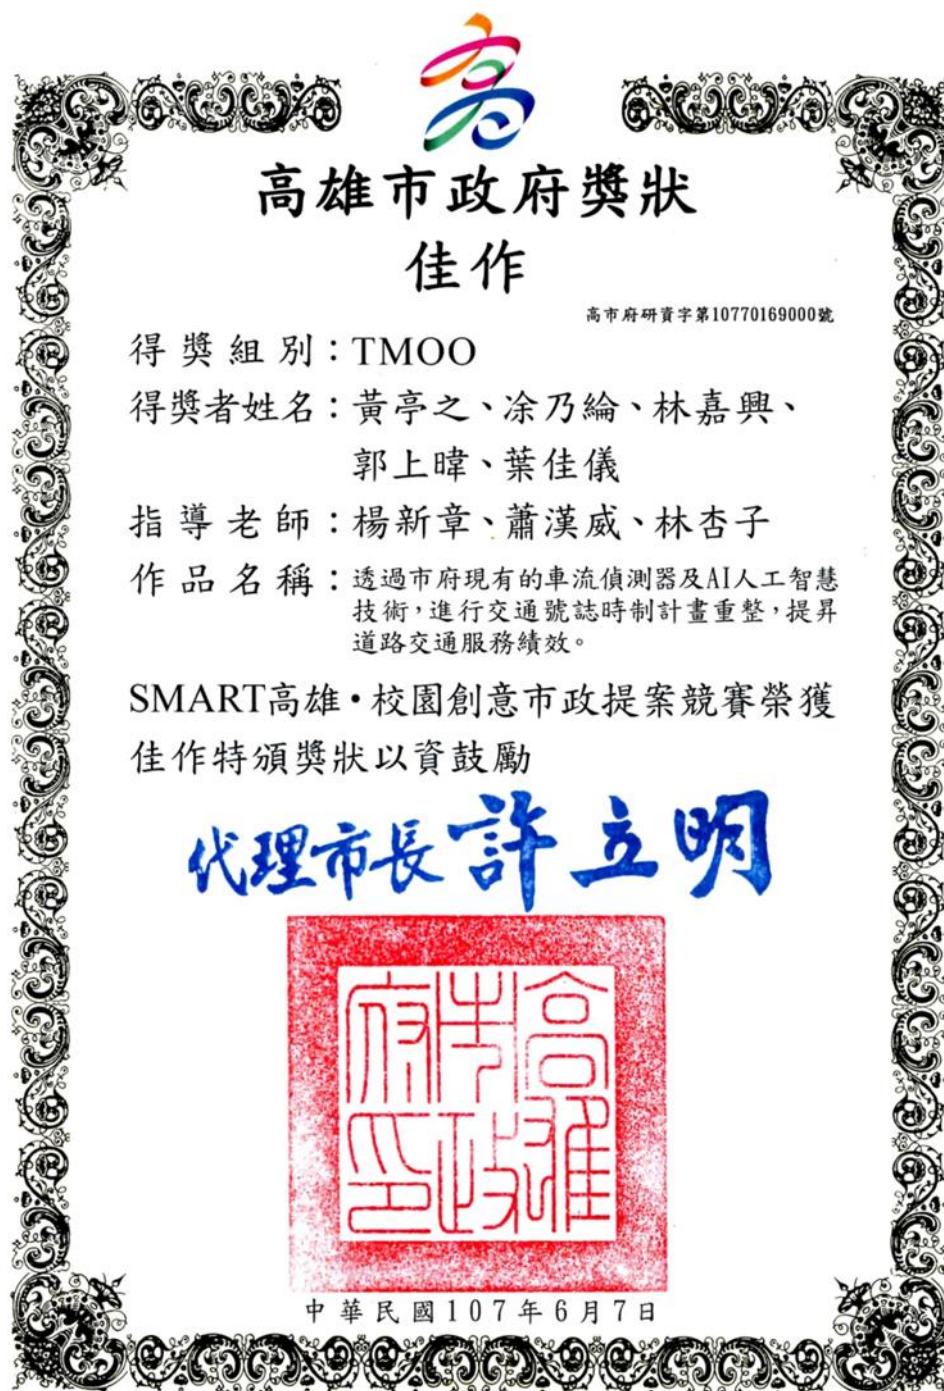 高雄市政府獎狀
佳作
高市府研資字第10770169000號
得獎組別：TMOO
得獎者姓名：黃亭之、凃乃綸、林嘉興、
郭上暐、葉佳儀
指導老師：楊新章、蕭漢威、林杏子
作品名稱：透過市府現有的車流偵測器及AI人工智慧
技術，進行交通號誌時制計畫重整，提昇
道路交通服務績效。
SMART高雄•校園創意市政提案競賽榮獲
佳作特頒獎狀以資鼓勵
代理市長 許立明
高雄市政府印
中華民國107年6月7日